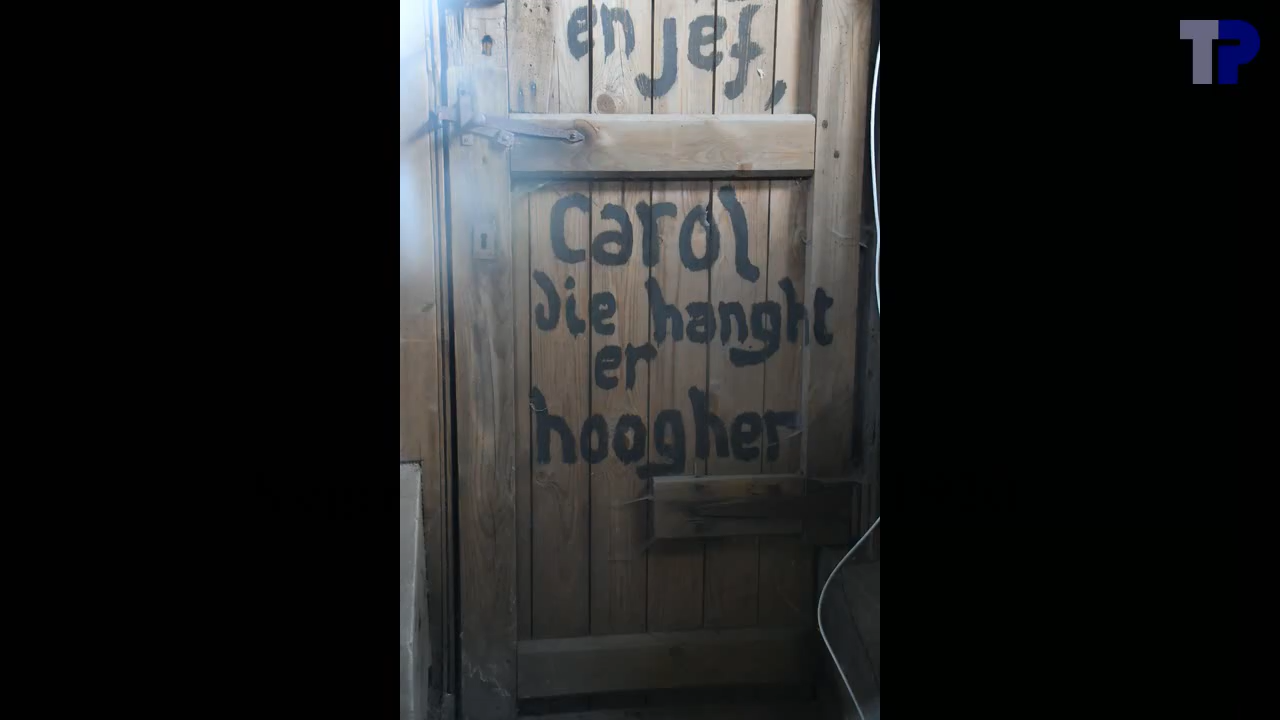 en jef,
Carol
die hanght
er
hoogher
TP